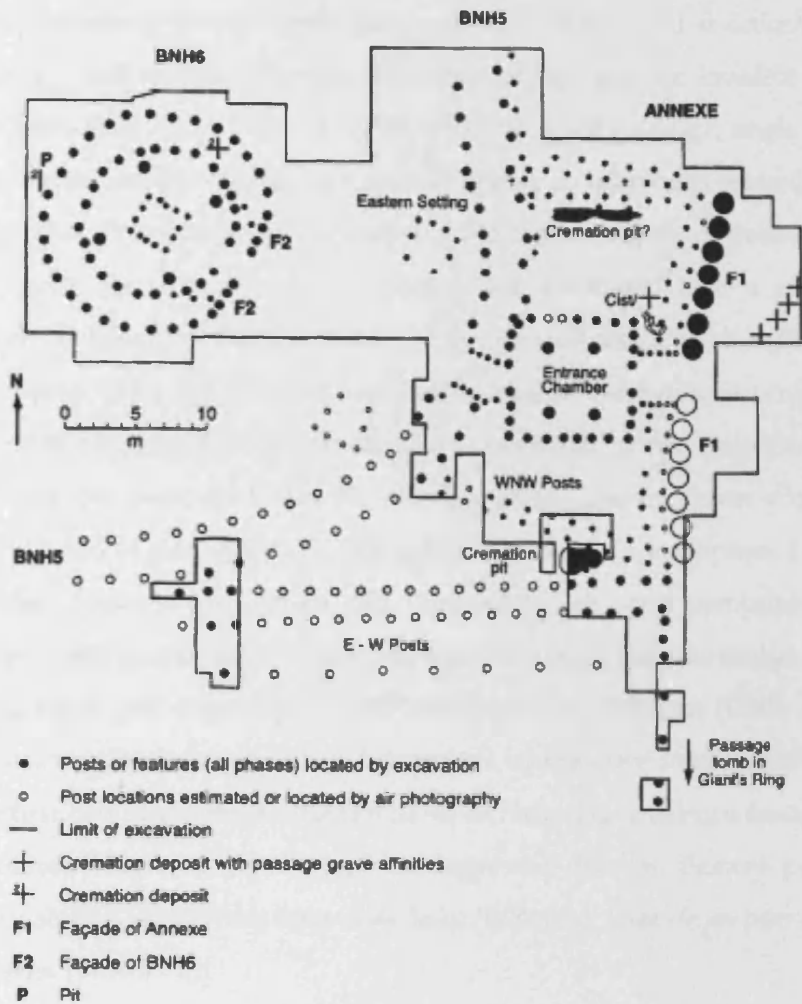 BNH5
BNH6
ANNEXE
P
2
2
Eastern Setting
Cremation pit?
F2
F1
Cist/
F2
N
Entrance
Chamber
0 5 10
m
F1
WNW Posts
BNH5
Cremation
pit
E - W Posts
Passage
tomb in
Giant's Ring
Posts or features (all phases) located by excavation
Post locations estimated or located by air photography
Limit of excavation
Cremation deposit with passage grave affinities
2 Cremation deposit
F1 Façade of Annexe
F2 Façade of BNH6
P Pit